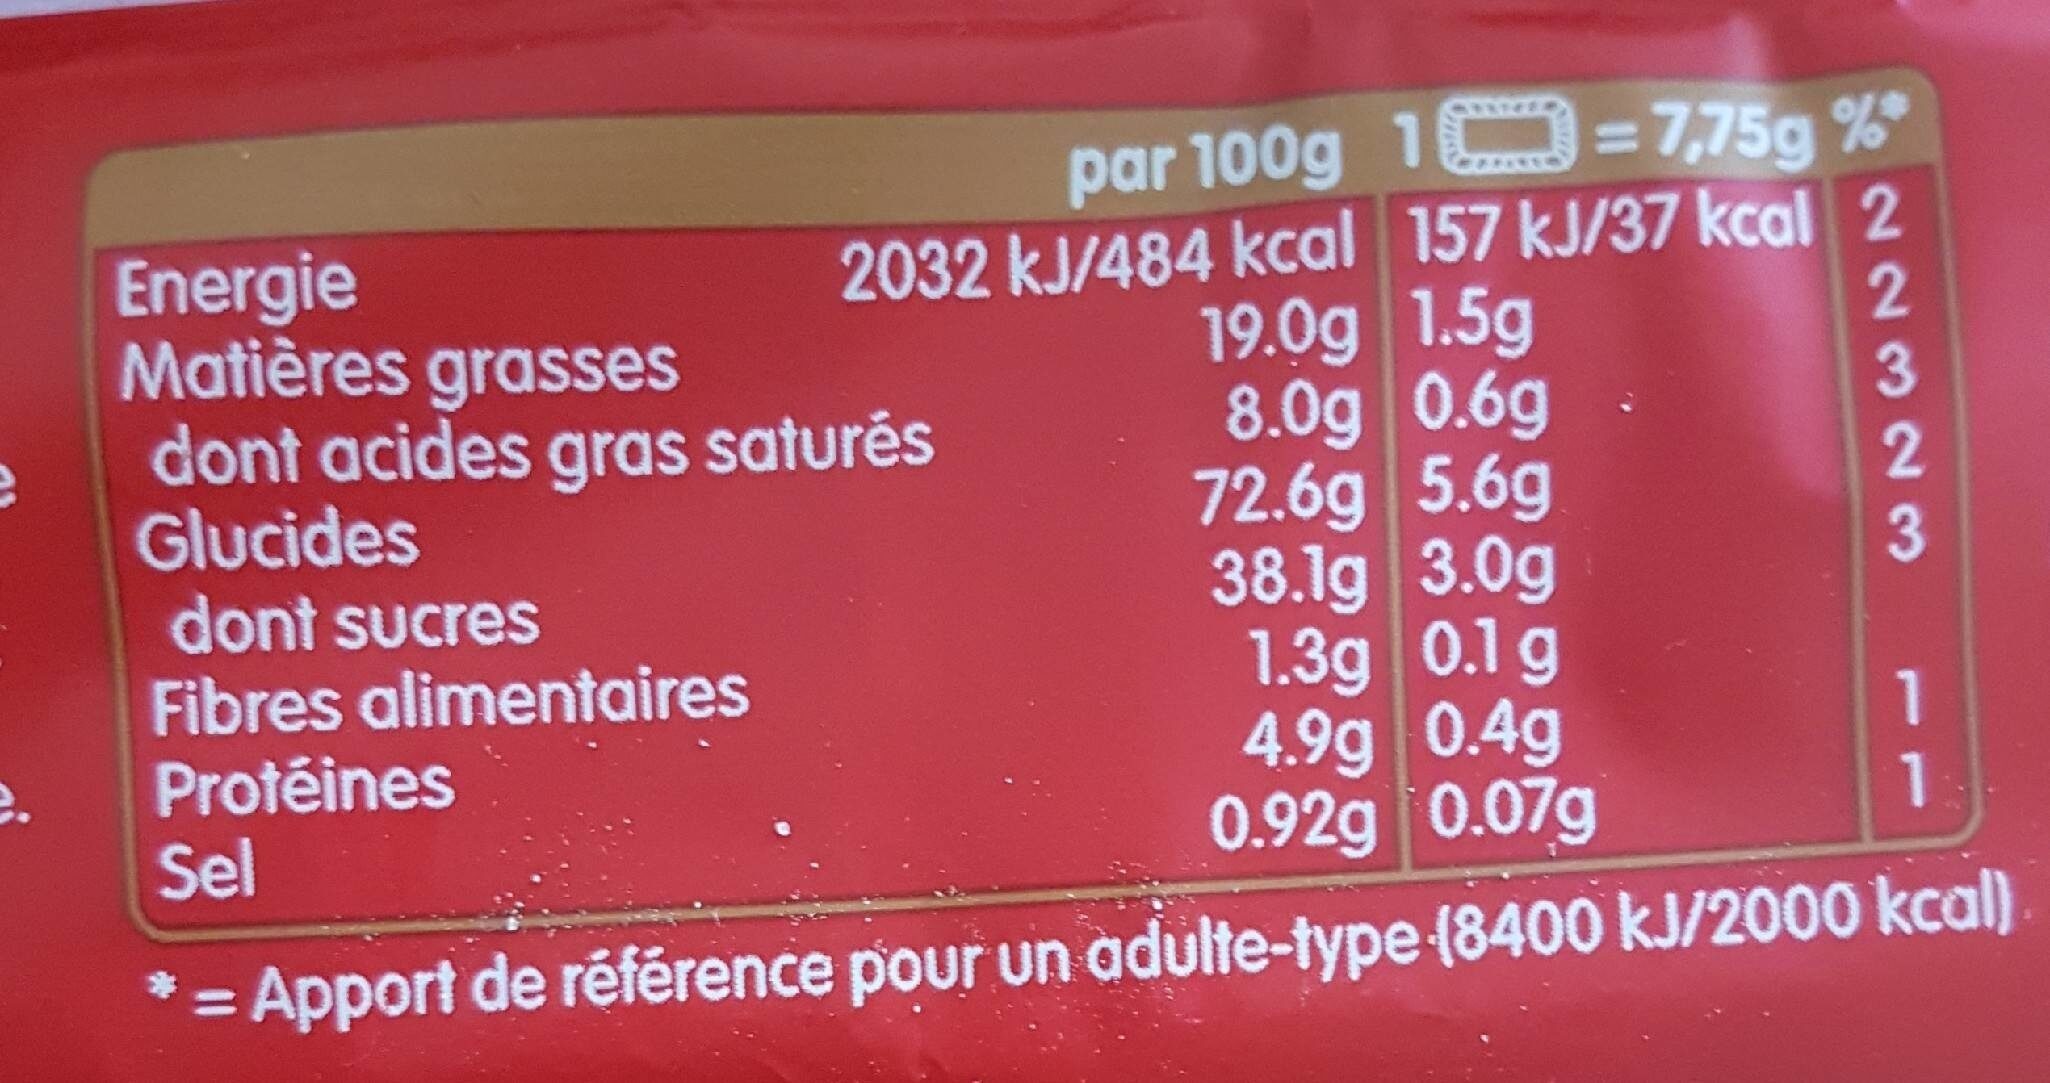 par 100g 1 = 7,75g %*
Energie 2032 kJ/484 kcal 157 kJ/37 kcal 2
Matières grasses 19.0g 1.5g 2
dont acides gras saturés 8.0g 0.6g 3
Glucides 72.6g 5.6g 2
dont sucres 38.1g 3.0g 3
Fibres alimentaires 1.3g 0.1 g
Protéines 4.9g 0.4g 1
Sel 0.92g 0.07g 1
* = Apport de référence pour un adulte-type (8400 kJ/2000 kcal)